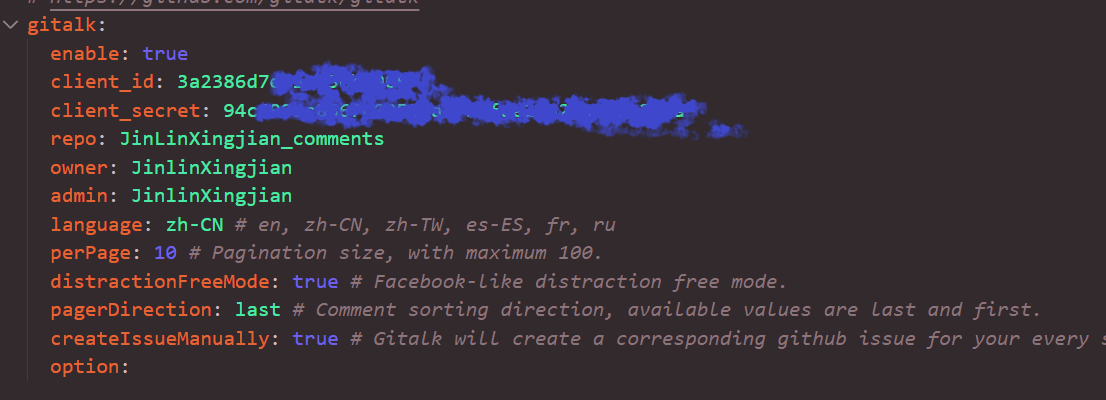 # https://github.com/gitalk/gitalk
gitalk:
enable: true
client_id: 3a2386d7
client_secret: 94c
repo: JinLinXingjian_comments
owner: JinlinXingjian
admin: JinlinXingjian
language: zh-CN # en, zh-CN, zh-TW, es-ES, fr, ru
perPage: 10 # Pagination size, with maximum 100.
distractionFreeMode: true # Facebook-like distraction free mode.
pagerDirection: last # Comment sorting direction, available values are last and first.
createIssueManually: true # Gitalk will create a corresponding github issue for your every s
option: